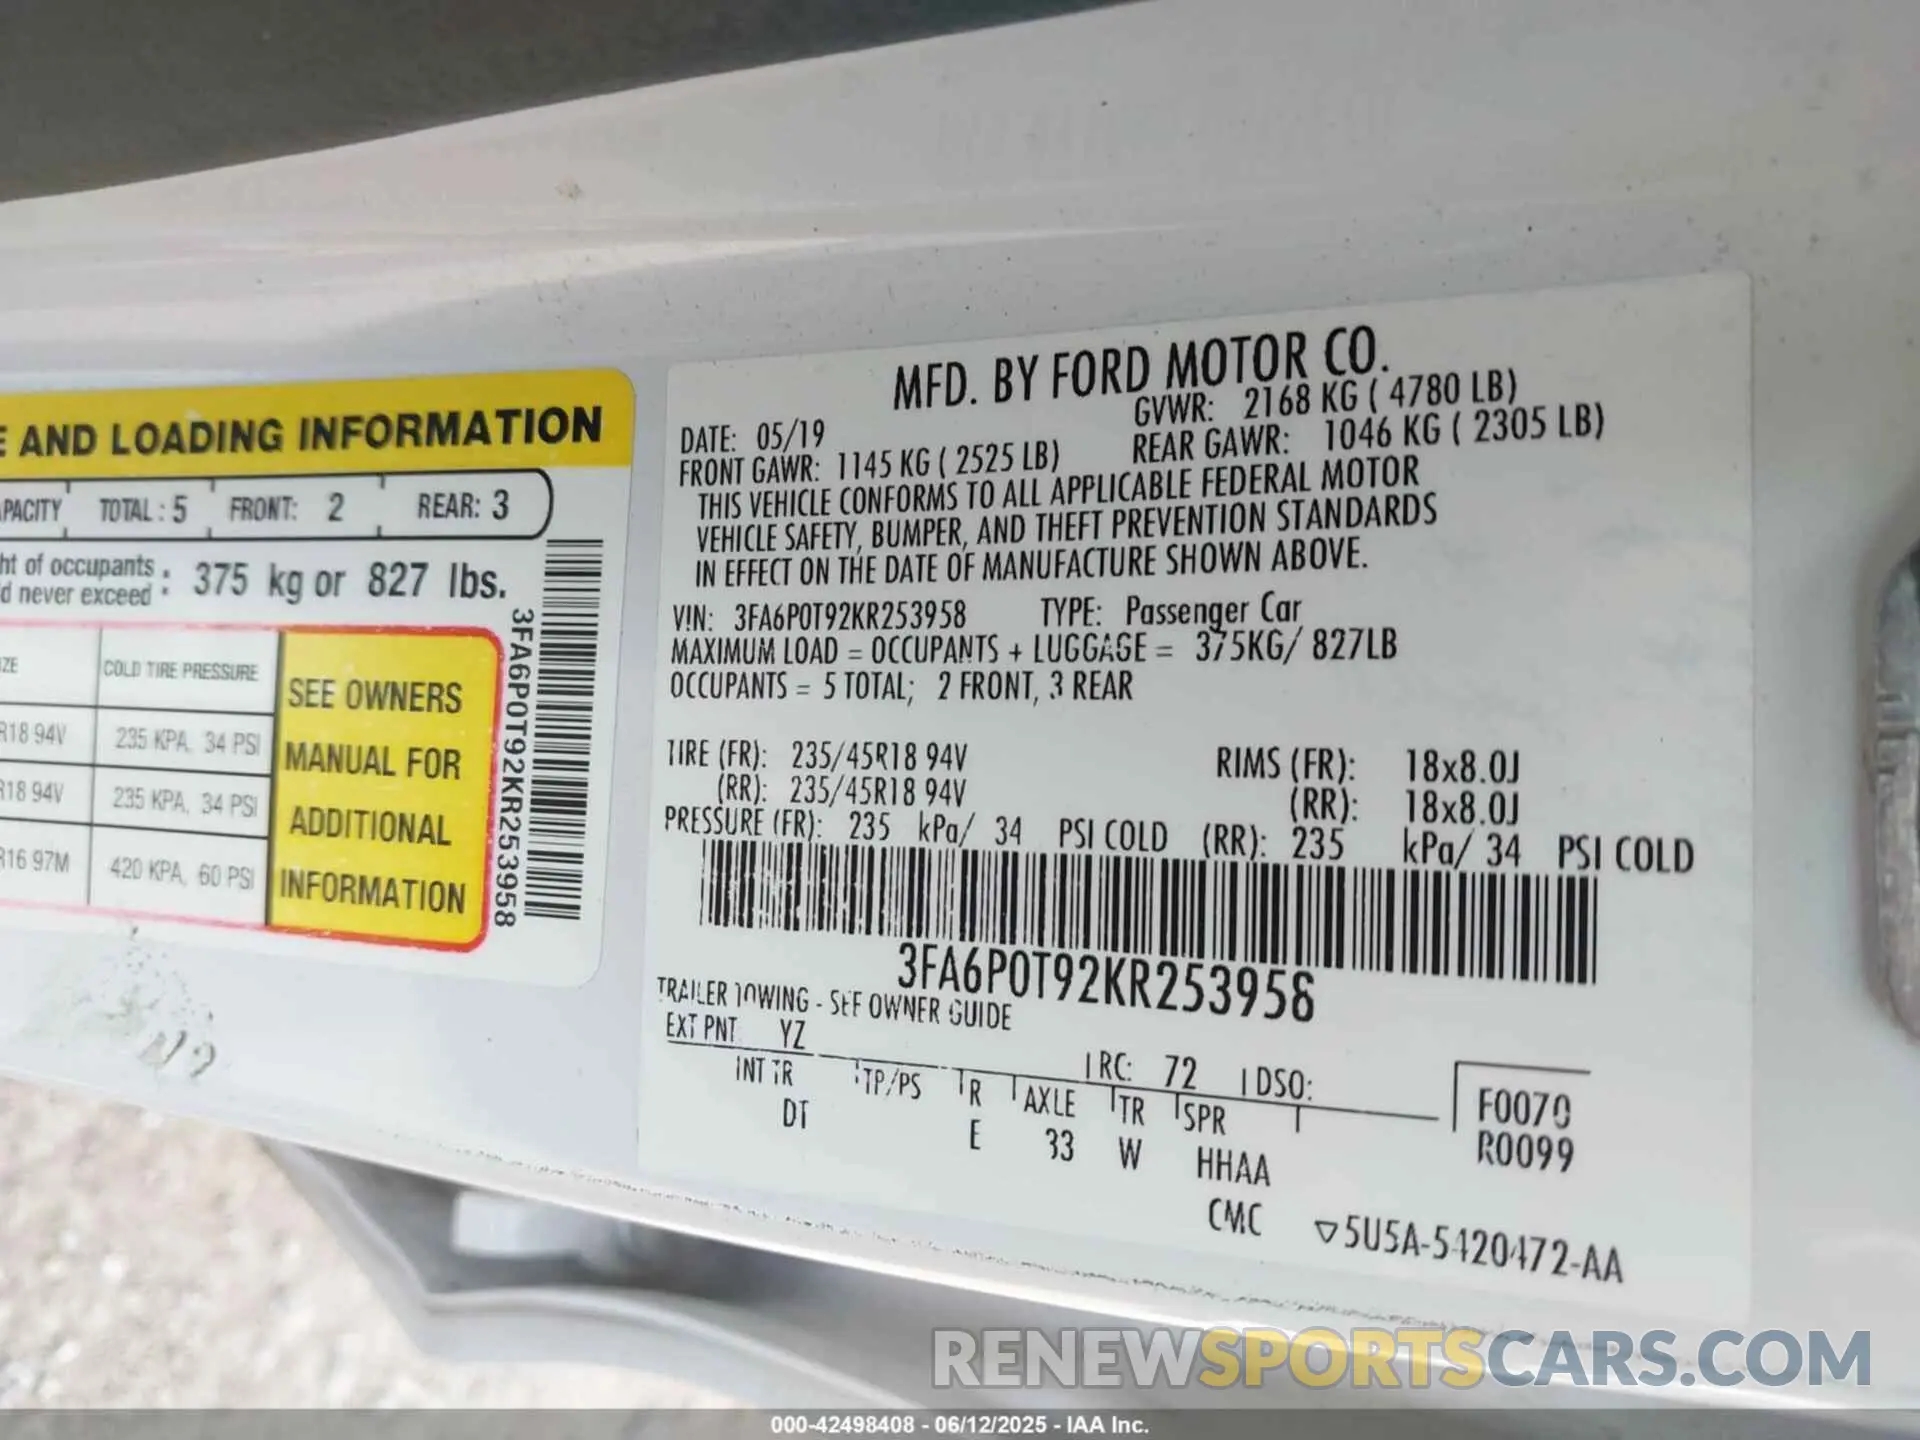 E AND LOADING INFORMATION
APACITY TOTAL: 5 FRONT: 2 REAR: 3
ht of occupants
d never exceed : 375 kg or 827 lbs.
ZE COLD TIRE PRESSURE
R18 94V 235 KPA, 34 PSI
R18 94V 235 KPA, 34 PSI
R16 97M 420 KPA, 60 PSI
SEE OWNERS
MANUAL FOR
ADDITIONAL
INFORMATION
3FA6P0T92KR253958
MFD. BY FORD MOTOR CO.
DATE: 05/19 GVWR: 2168 KG ( 4780 LB)
FRONT GAWR: 1145 KG ( 2525 LB) REAR GAWR: 1046 KG ( 2305 LB)
THIS VEHICLE CONFORMS TO ALL APPLICABLE FEDERAL MOTOR
VEHICLE SAFETY, BUMPER, AND THEFT PREVENTION STANDARDS
IN EFFECT ON THE DATE OF MANUFACTURE SHOWN ABOVE.
VIN: 3FA6P0T92KR253958 TYPE: Passenger Car
MAXIMUM LOAD = OCCUPANTS + LUGGAGE = 375KG/ 827LB
OCCUPANTS = 5 TOTAL; 2 FRONT, 3 REAR
TIRE (FR): 235/45R18 94V RIMS (FR): 18x8.0J
(RR): 235/45R18 94V (RR): 18x8.0J
PRESSURE (FR): 235 kPa/ 34 PSI COLD (RR): 235 kPa/ 34 PSI COLD
3FA6P0T92KR253958
TRAILER TOWING - SEE OWNER GUIDE
EXT PNT YZ RC: 72 DSO:
INT TR TP/PS R AXLE TR SPR
DT E 33 W HHAA
F0070
R0099
CMC ▽5U5A-5420472-AA
RENEWSPORTSCARS.COM
000-42498408 - 06/12/2025 - IAA Inc.